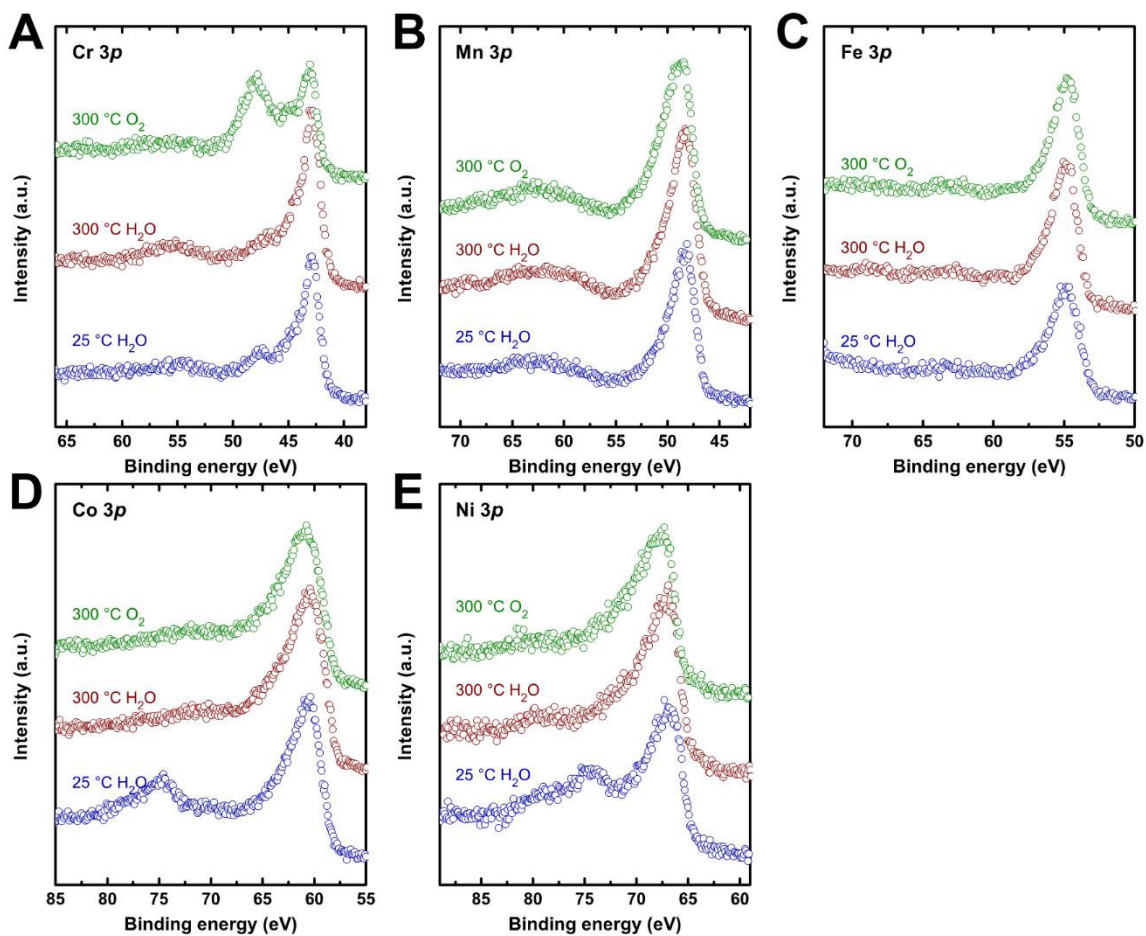 A
Cr 3p
300 °C O2
300 °C H2O
25 °C H2O
Intensity (a.u.)
65 60 55 50 45 40
Binding energy (eV)
B
Mn 3p
300 °C O2
300 °C H2O
25 °C H2O
Intensity (a.u.)
70 65 60 55 50 45
Binding energy (eV)
C
Fe 3p
300 °C O2
300 °C H2O
25 °C H2O
Intensity (a.u.)
70 65 60 55 50
Binding energy (eV)
D
Co 3p
300 °C O2
300 °C H2O
25 °C H2O
Intensity (a.u.)
85 80 75 70 65 60 55
Binding energy (eV)
E
Ni 3p
300 °C O2
300 °C H2O
25 °C H2O
Intensity (a.u.)
85 80 75 70 65 60
Binding energy (eV)